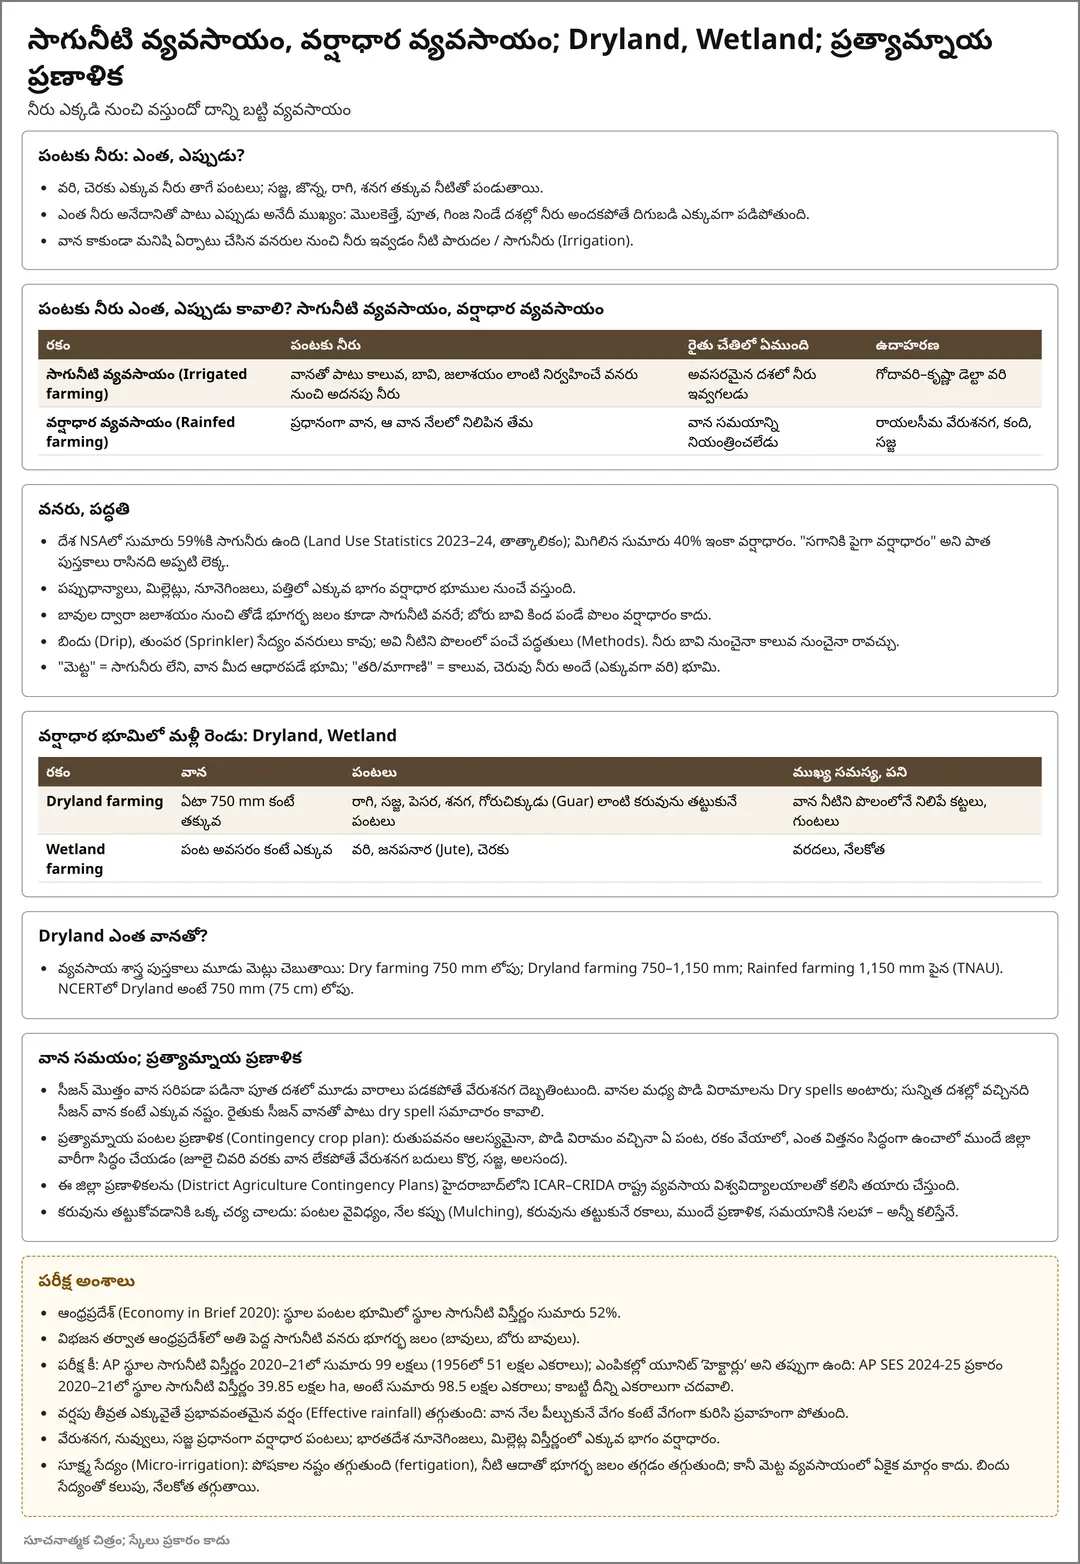 సాగునీటి వ్యవసాయం, వర్షాధార వ్యవసాయం; Dryland, Wetland; ప్రత్యామ్నాయ
ప్రణాళిక
నీరు ఎక్కడి నుంచి వస్తుందో దాన్ని బట్టి వ్యవసాయం
పంటకు నీరు: ఎంత, ఎప్పుడు?
• వరి, చెరకు ఎక్కువ నీరు తాగే పంటలు; సజ్జ, జొన్న, రాగి, శనగ తక్కువ నీటితో పండుతాయి.
• ఎంత నీరు అనేదానితో పాటు ఎప్పుడు అనేదీ ముఖ్యం: మొలకెత్తే, పూత, గింజ నిండే దశల్లో నీరు అందకపోతే దిగుబడి ఎక్కువగా పడిపోతుంది.
• వాన కాకుండా మనిషి ఏర్పాటు చేసిన వనరుల నుంచి నీరు ఇవ్వడం నీటి పారుదల / సాగునీరు (Irrigation).
పంటకు నీరు ఎంత, ఎప్పుడు కావాలి? సాగునీటి వ్యవసాయం, వర్షాధార వ్యవసాయం
రకం పంటకు నీరు రైతు చేతిలో ఏముంది ఉదాహరణ
సాగునీటి వ్యవసాయం (Irrigated వానతో పాటు కాలువ, బావి, జలాశయం లాంటి నిర్వహించే వనరు అవసరమైన దశలో నీరు గోదావరి–కృష్ణా డెల్టా వరి
farming) నుంచి అదనపు నీరు ఇవ్వగలడు
వర్షాధార వ్యవసాయం (Rainfed ప్రధానంగా వాన, ఆ వాన నేలలో నిలిపిన తేమ వాన సమయాన్ని రాయలసీమ వేరుశనగ, కంది,
farming) నియంత్రించలేడు సజ్జ
వనరు, పద్ధతి
• దేశ NSAలో సుమారు 59%కి సాగునీరు ఉంది (Land Use Statistics 2023–24, తాత్కాలికం); మిగిలిన సుమారు 40% ఇంకా వర్షాధారం. "సగానికి పైగా వర్షాధారం" అని పాత
పుస్తకాలు రాసినది అప్పటి లెక్క.
• పప్పుధాన్యాలు, మిల్లెట్లు, నూనెగింజలు, పత్తిలో ఎక్కువ భాగం వర్షాధార భూముల నుంచే వస్తుంది.
• బావుల ద్వారా జలాశయం నుంచి తోడే భూగర్భ జలం కూడా సాగునీటి వనరే; బోరు బావి కింద పండే పొలం వర్షాధారం కాదు.
• బిందు (Drip), తుంపర (Sprinkler) సేద్యం వనరులు కావు; అవి నీటిని పొలంలో పంచే పద్ధతులు (Methods). నీరు బావి నుంచైనా కాలువ నుంచైనా రావచ్చు.
• "మెట్ట" = సాగునీరు లేని, వాన మీద ఆధారపడే భూమి; "తరి/మాగాణి" = కాలువ, చెరువు నీరు అందే (ఎక్కువగా వరి) భూమి.
వర్షాధార భూమిలో మళ్లీ రెండు: Dryland, Wetland
రకం వాన పంటలు ముఖ్య సమస్య, పని
Dryland farming ఏటా 750 mm కంటే రాగి, సజ్జ, పెసర, శనగ, గోరుచిక్కుడు (Guar) లాంటి కరువును తట్టుకునే వాన నీటిని పొలంలోనే నిలిపే కట్టలు,
తక్కువ పంటలు గుంటలు
Wetland పంట అవసరం కంటే ఎక్కువ వరి, జనపనార (Jute), చెరకు వరదలు, నేలకోత
farming
Dryland ఎంత వానతో?
• వ్యవసాయ శాస్త్ర పుస్తకాలు మూడు మెట్లు చెబుతాయి: Dry farming 750 mm లోపు; Dryland farming 750–1,150 mm; Rainfed farming 1,150 mm పైన (TNAU).
NCERTలో Dryland అంటే 750 mm (75 cm) లోపు.
వాన సమయం; ప్రత్యామ్నాయ ప్రణాళిక
• సీజన్ మొత్తం వాన సరిపడా పడినా పూత దశలో మూడు వారాలు పడకపోతే వేరుశనగ దెబ్బతింటుంది. వానల మధ్య పొడి విరామాలను Dry spells అంటారు; సున్నిత దశల్లో వచ్చినది
సీజన్ వాన కంటే ఎక్కువ నష్టం. రైతుకు సీజన్ వానతో పాటు dry spell సమాచారం కావాలి.
• ప్రత్యామ్నాయ పంటల ప్రణాళిక (Contingency crop plan): రుతుపవనం ఆలస్యమైనా, పొడి విరామం వచ్చినా ఏ పంట, రకం వేయాలో, ఎంత విత్తనం సిద్ధంగా ఉంచాలో ముందే జిల్లా
వారీగా సిద్ధం చేయడం (జూలై చివరి వరకు వాన లేకపోతే వేరుశనగ బదులు కొర్ర, సజ్జ, అలసంద).
• ఈ జిల్లా ప్రణాళికలను (District Agriculture Contingency Plans) హైదరాబాద్‌లోని ICAR–CRIDA రాష్ట్ర వ్యవసాయ విశ్వవిద్యాలయాలతో కలిసి తయారు చేస్తుంది.
• కరువును తట్టుకోవడానికి ఒక్క చర్య చాలదు: పంటల వైవిధ్యం, నేల కప్పు (Mulching), కరువును తట్టుకునే రకాలు, ముందే ప్రణాళిక, సమయానికి సలహా – అన్నీ కలిస్తేనే.
పరీక్ష అంశాలు
• ఆంధ్రప్రదేశ్ (Economy in Brief 2020): స్థూల పంటల భూమిలో స్థూల సాగునీటి విస్తీర్ణం సుమారు 52%.
• విభజన తర్వాత ఆంధ్రప్రదేశ్‌లో అతి పెద్ద సాగునీటి వనరు భూగర్భ జలం (బావులు, బోరు బావులు).
• పరీక్ష కీ: AP స్థూల సాగునీటి విస్తీర్ణం 2020–21లో సుమారు 99 లక్షలు (1956లో 51 లక్షల ఎకరాలు); ఎంపికల్లో యూనిట్ ‘హెక్టార్లు’ అని తప్పుగా ఉంది: AP SES 2024-25 ప్రకారం
2020–21లో స్థూల సాగునీటి విస్తీర్ణం 39.85 లక్షల ha, అంటే సుమారు 98.5 లక్షల ఎకరాలు; కాబట్టి దీన్ని ఎకరాలుగా చదవాలి.
• వర్షపు తీవ్రత ఎక్కువైతే ప్రభావవంతమైన వర్షం (Effective rainfall) తగ్గుతుంది: వాన నేల పీల్చుకునే వేగం కంటే వేగంగా కురిసి ప్రవాహంగా పోతుంది.
• వేరుశనగ, నువ్వులు, సజ్జ ప్రధానంగా వర్షాధార పంటలు; భారతదేశ నూనెగింజలు, మిల్లెట్ల విస్తీర్ణంలో ఎక్కువ భాగం వర్షాధారం.
• సూక్ష్మ సేద్యం (Micro-irrigation): పోషకాల నష్టం తగ్గుతుంది (fertigation), నీటి ఆదాతో భూగర్భ జలం తగ్గడం తగ్గుతుంది; కానీ మెట్ట వ్యవసాయంలో ఏకైక మార్గం కాదు. బిందు
సేద్యంతో కలుపు, నేలకోత తగ్గుతాయి.
సూచనాత్మక చిత్రం; స్కేలు ప్రకారం కాదు